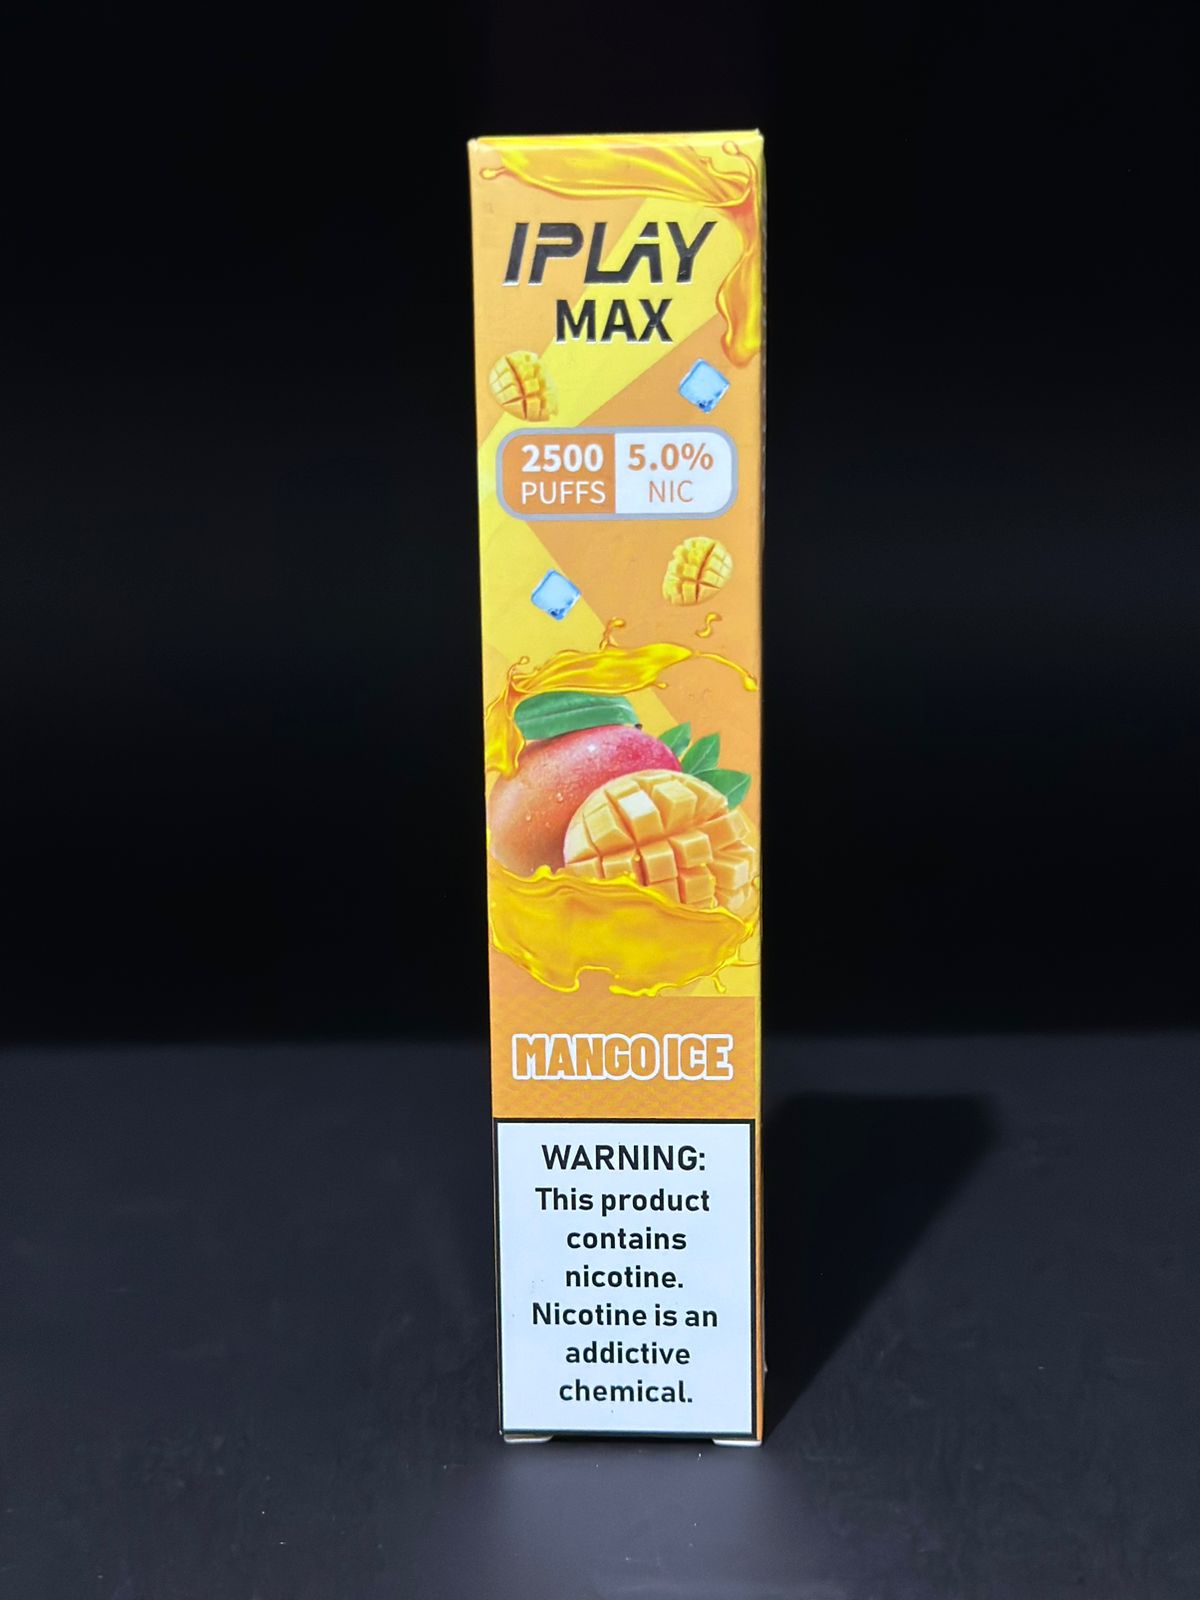 IPLAY
MAX
2500 5.0%
PUFFS NIC
MANGO ICE
WARNING:
This product
contains
nicotine.
Nicotine is an
addictive
chemical.